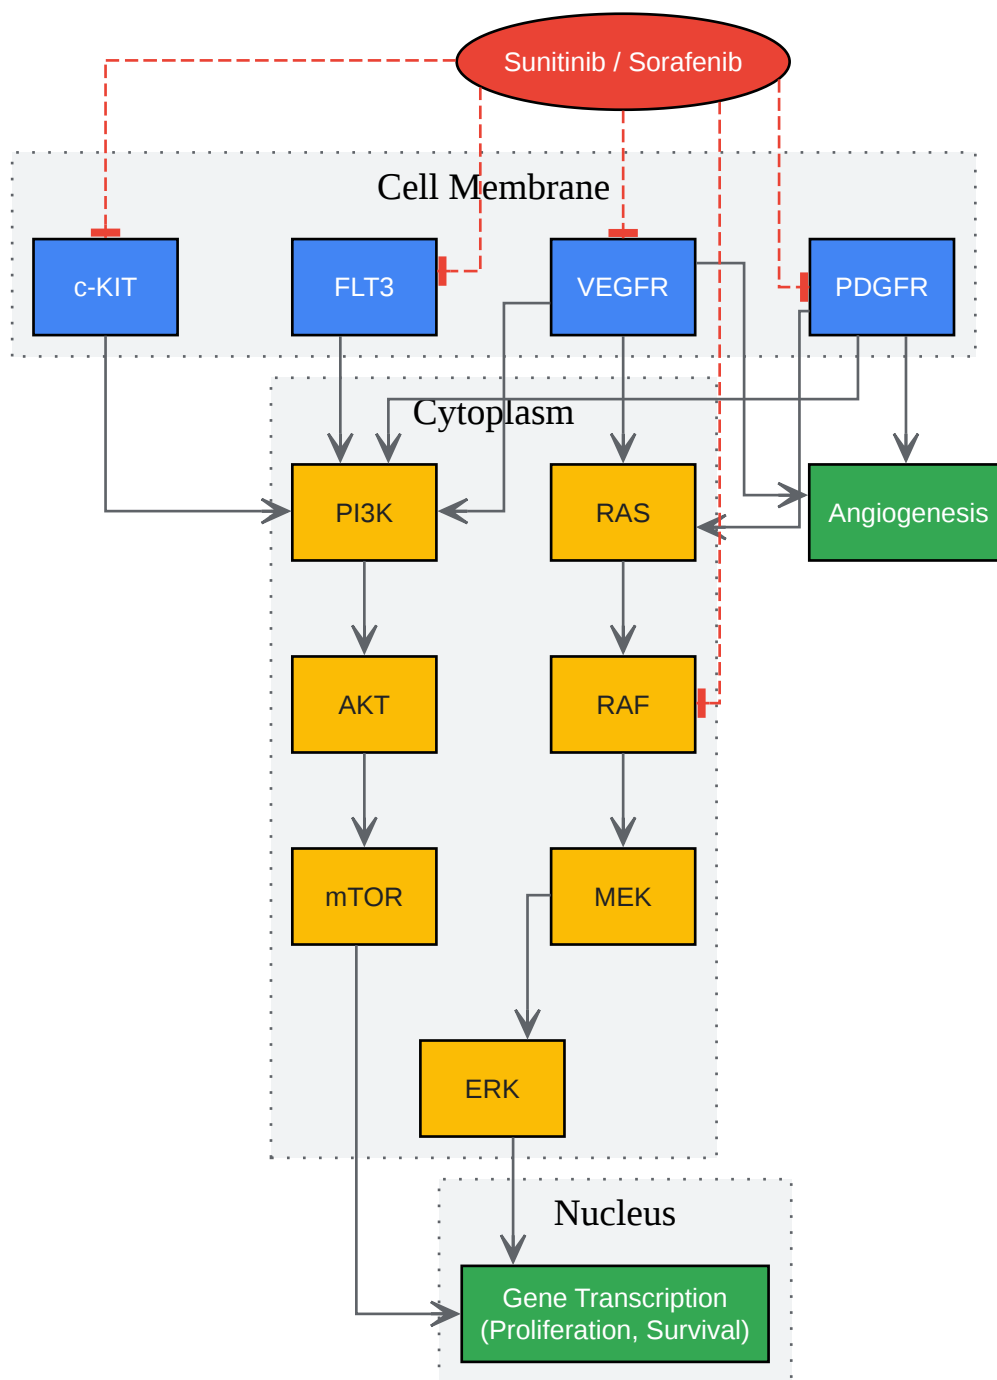 Sunitinib / Sorafenib
Cell Membrane
c-KIT
FLT3
VEGFR
PDGFR
Cytoplasm
PI3K
RAS
Angiogenesis
AKT
RAF
mTOR
MEK
ERK
Nucleus
Gene Transcription
(Proliferation, Survival)